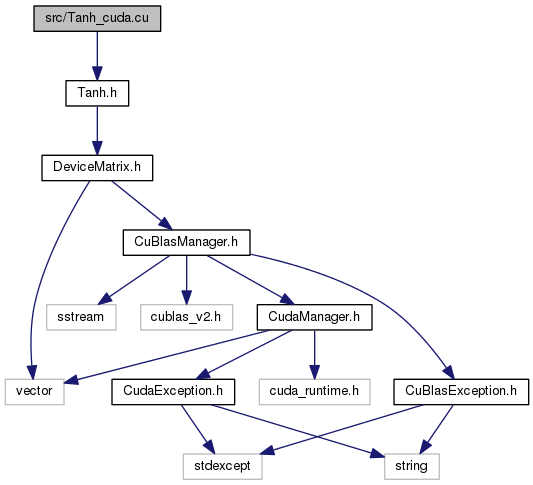 src/Tanh_cuda.cu
Tanh.h
DeviceMatrix.h
CuBlasManager.h
sstream
cublas_v2.h
CudaManager.h
vector
CudaException.h
cuda_runtime.h
CuBlasException.h
stdexcept
string